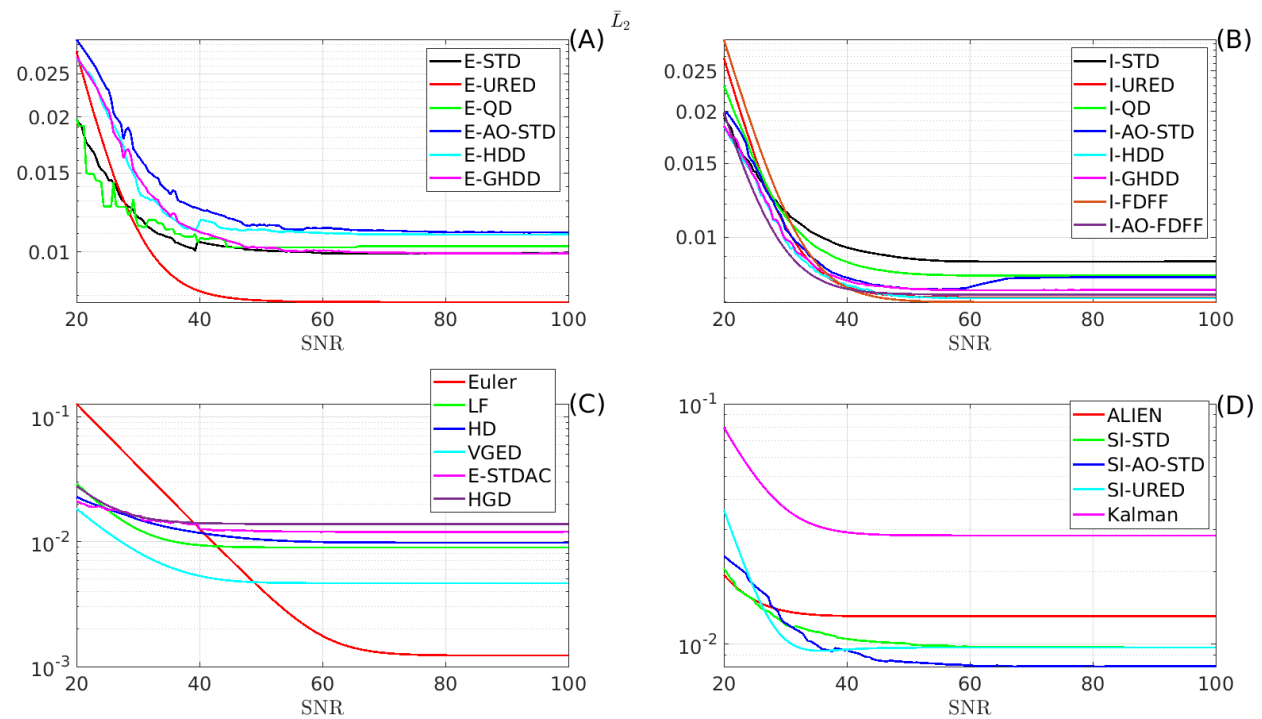 L̄₂
(A)
E-STD
E-URED
E-QD
E-AO-STD
E-HDD
E-GHDD
0.025
0.02
0.015
0.01
20 40 60 80 100
SNR
(B)
I-STD
I-URED
I-QD
I-AO-STD
I-HDD
I-GHDD
I-FDFF
I-AO-FDFF
0.025
0.02
0.015
0.01
20 40 60 80 100
SNR
(C)
Euler
LF
HD
VGED
E-STDAC
HGD
10⁻¹
10⁻²
10⁻³
20 40 60 80 100
SNR
(D)
ALIEN
SI-STD
SI-AO-STD
SI-URED
Kalman
10⁻¹
10⁻²
20 40 60 80 100
SNR